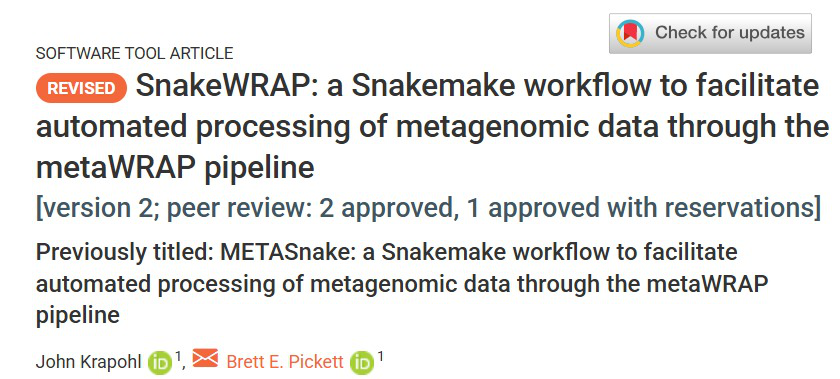 Check for updates
SOFTWARE TOOL ARTICLE
REVISED SnakeWRAP: a Snakemake workflow to facilitate
automated processing of metagenomic data through the
metaWRAP pipeline
[version 2; peer review: 2 approved, 1 approved with reservations]
Previously titled: METASnake: a Snakemake workflow to facilitate
automated processing of metagenomic data through the metaWRAP
pipeline
John Krapohl iD 1, Brett E. Pickett iD 1